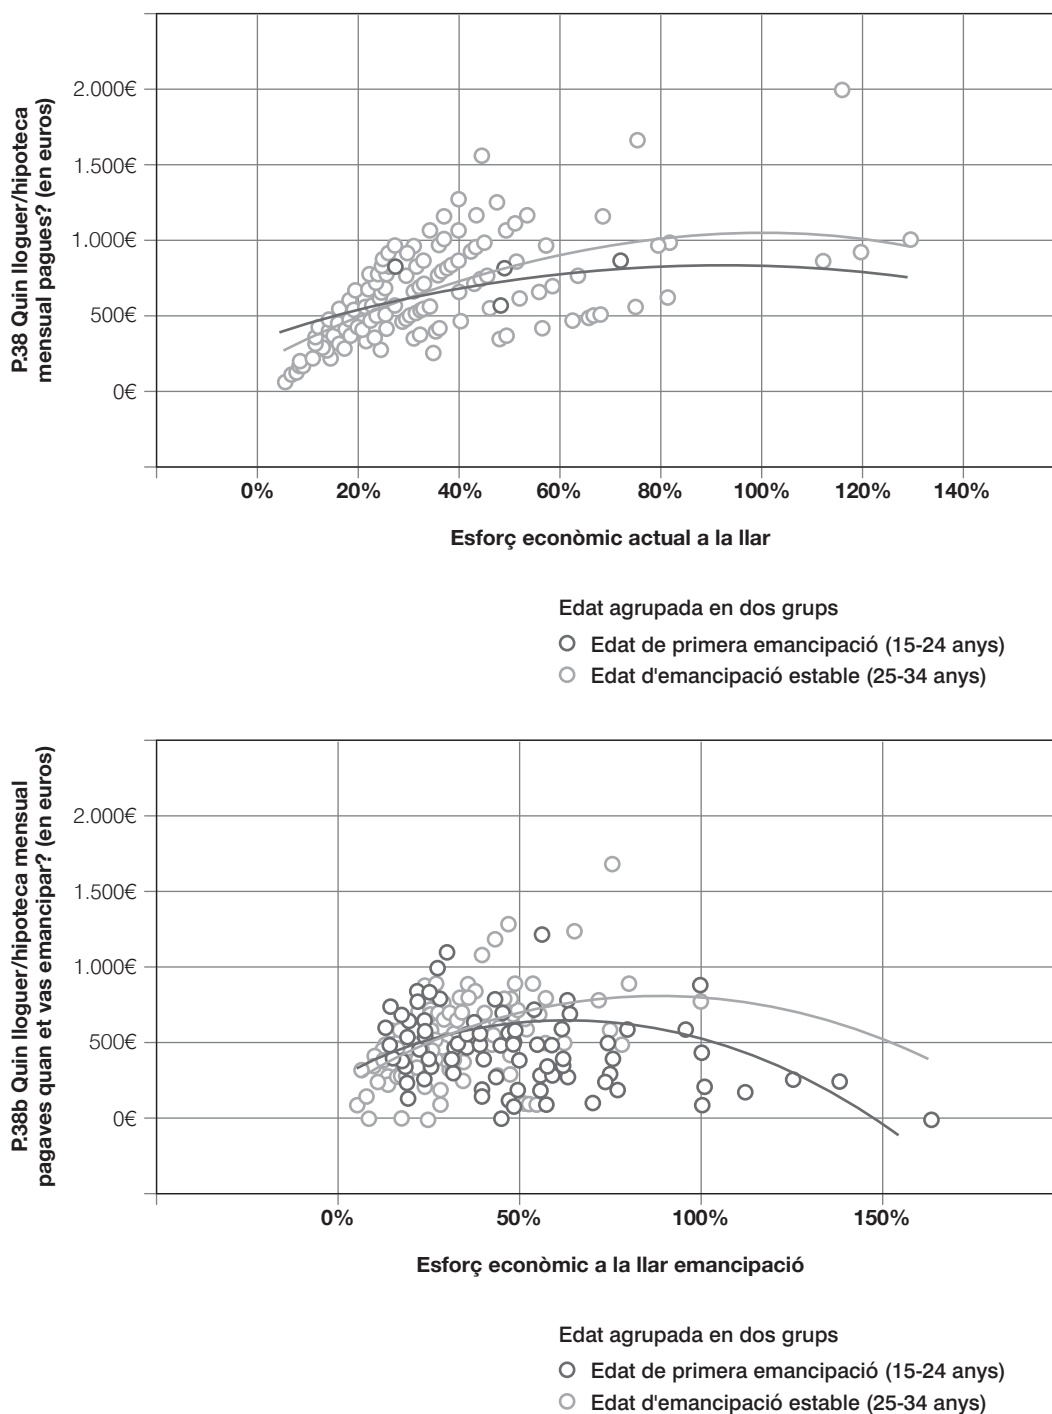 P.38 Quin lloguer/hipoteca
mensual pagues? (en euros)
2.000€
1.500€
1.000€
500€
0€
0% 20% 40% 60% 80% 100% 120% 140%
Esforç econòmic actual a la llar
Edat agrupada en dos grups
Edat de primera emancipació (15-24 anys)
Edat d'emancipació estable (25-34 anys)
P.38b Quin lloguer/hipoteca mensual
pagaves quan et vas emancipar? (en euros)
2.000€
1.500€
1.000€
500€
0€
0% 50% 100% 150%
Esforç econòmic a la llar emancipació
Edat agrupada en dos grups
Edat de primera emancipació (15-24 anys)
Edat d'emancipació estable (25-34 anys)